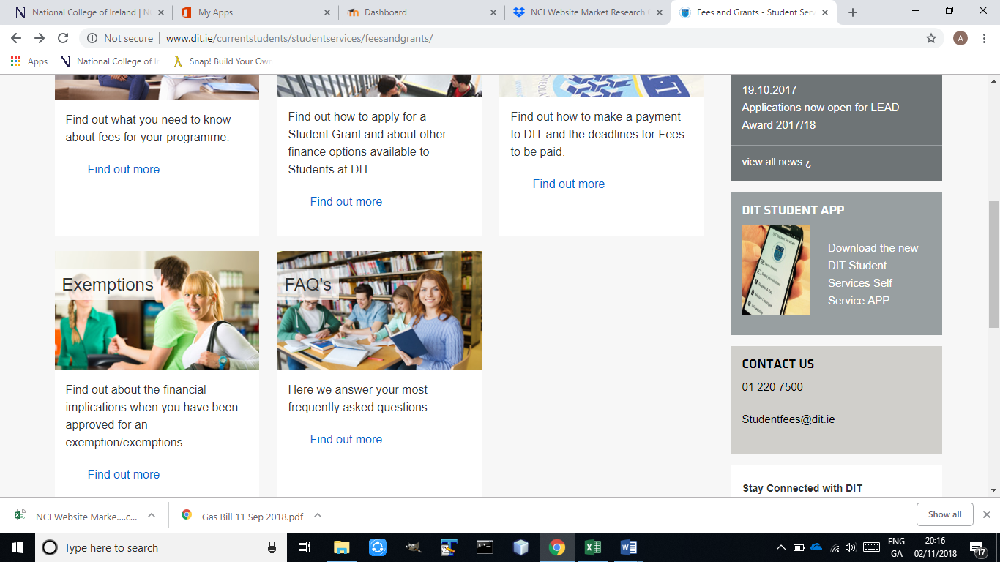 National College of Ireland | N
My Apps
Dashboard
NCI Website Market Research
Fees and Grants - Student Ser
Not secure
www.dit.ie/currentstudents/studentservices/feesandgrants/
A
Apps
National College of Ir
Snap! Build Your Own
Find out what you need to know
about fees for your programme.
Find out more
Find out how to apply for a
Student Grant and about other
finance options available to
Students at DIT.
Find out more
DIT
Find out how to make a payment
to DIT and the deadlines for Fees
to be paid.
Find out more
19.10.2017
Applications now open for LEAD
Award 2017/18
view all news ¿
DIT STUDENT APP
Download the new
DIT Student
Services Self
Service APP
Exemptions
Find out about the financial
implications when you have been
approved for an
exemption/exemptions.
Find out more
FAQ's
Here we answer your most
frequently asked questions
Find out more
CONTACT US
01 220 7500
Studentfees@dit.ie
Stay Connected with DIT
NCI Website Marke....c...
Gas Bill 11 Sep 2018.pdf
Show all
Type here to search
ENG
GA
20:16
02/11/2018
17